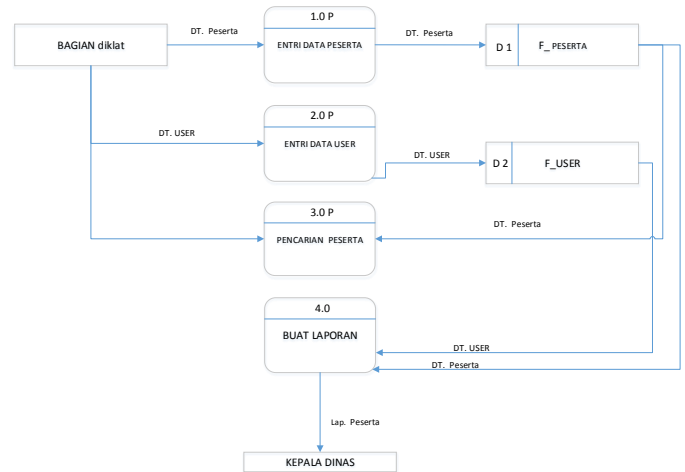 1.0 P
DT. Peserta
DT. Peserta
BAGIAN diklat
ENTRI DATA PESERTA
D 1
F_ PESERTA
2.0 P
DT. USER
ENTRI DATA USER
DT. USER
D 2
F_USER
3.0 P
DT. Peserta
PENCARIAN PESERTA
4.0
BUAT LAPORAN
DT. USER
DT. Peserta
Lap. Peserta
KEPALA DINAS